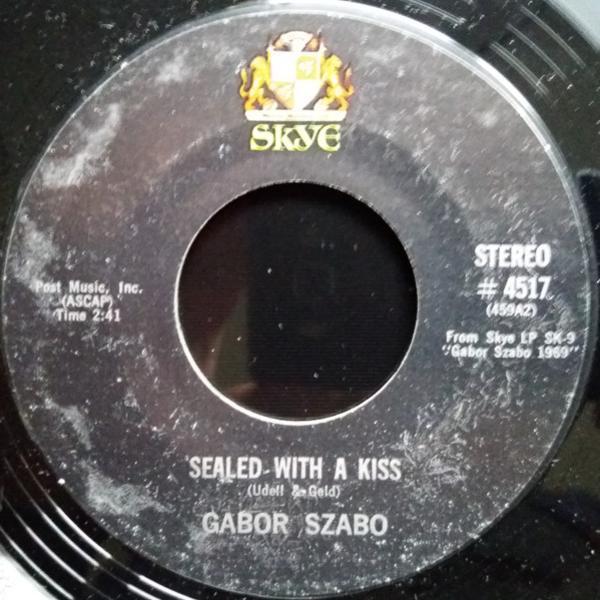 SKYE
STEREO
# 4517
(459A2)
From Skye LP SK-9
"Gabor Szabo 1969"
Post Music, Inc.
(ASCAP)
Time 2:41
SEALED WITH A KISS
(Udell & Geld)
GABOR SZABO